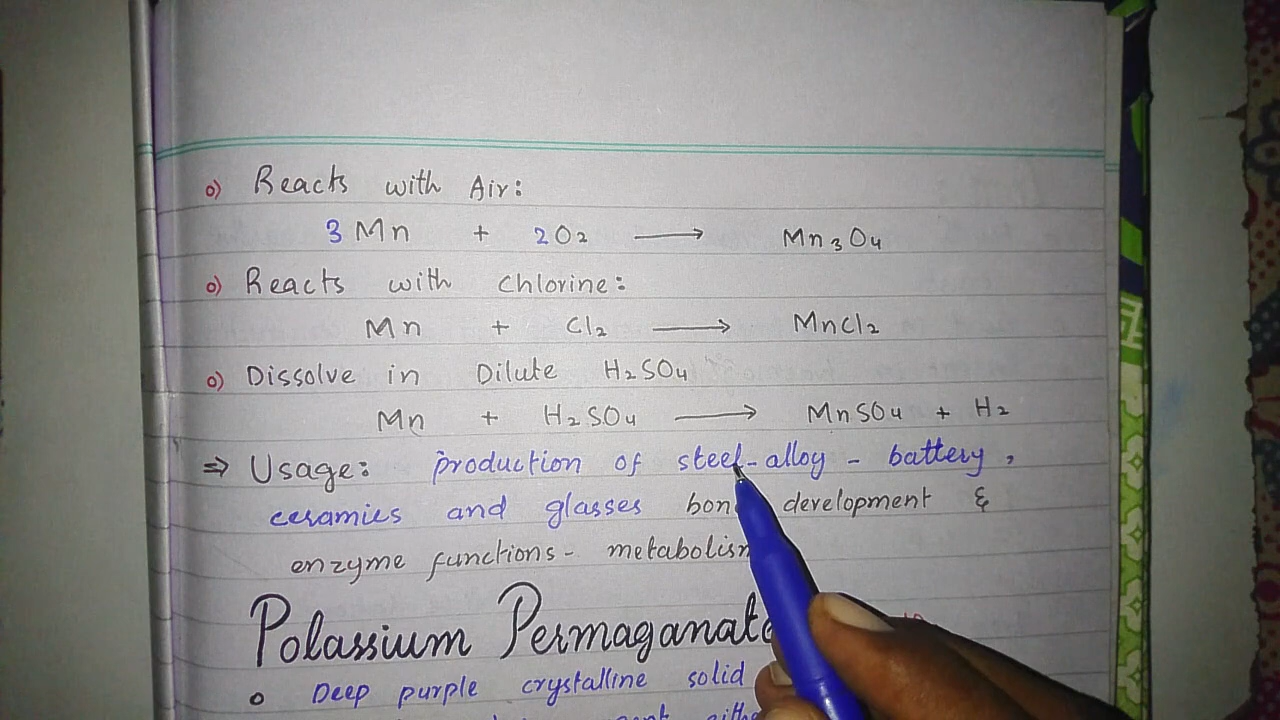 o) Reacts with Air:
3Mn + 2O2 ⟶ Mn3O4
o) Reacts with Chlorine:
Mn + Cl2 ⟶ MnCl2
o) Dissolve in Dilute H2SO4
Mn + H2SO4 ⟶ MnSO4 + H2
⇒ Usage: production of steel-alloy - battery,
ceramics and glasses development &
enzyme functions - metabolism
Polassium Permaganate
o Deep purple crystalline solid